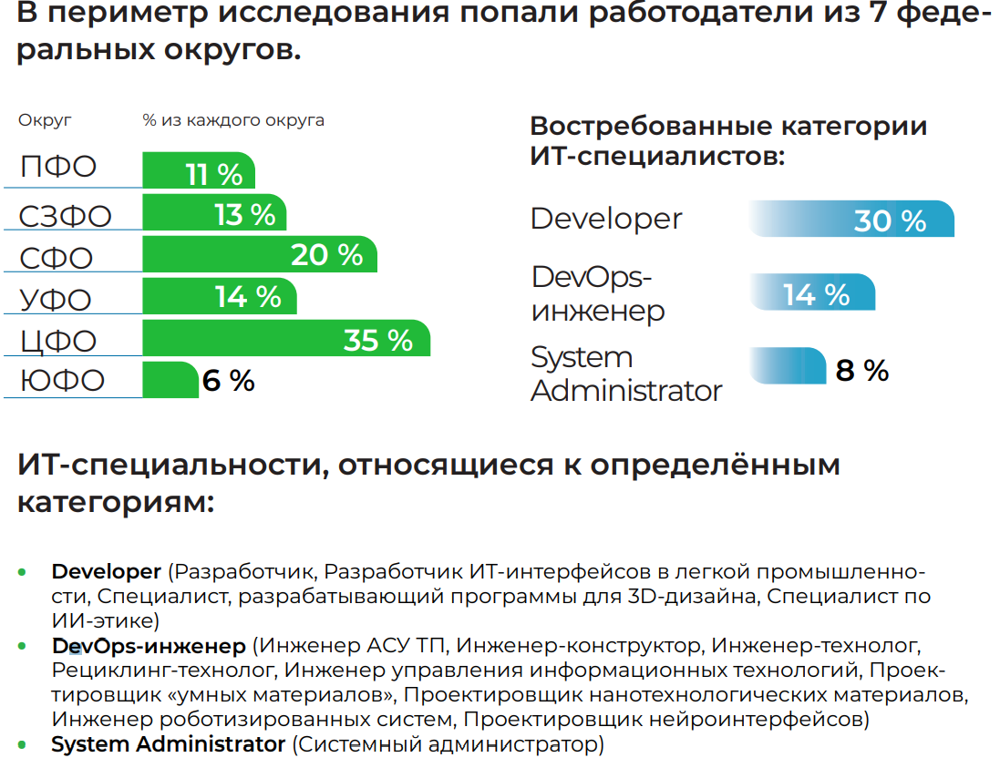 В периметр исследования попали работодатели из 7 феде-
ральных округов.
Округ % из каждого округа
ПФО 11 %
СЗФО 13 %
СФО 20 %
УФО 14 %
ЦФО 35 %
ЮФО 6 %
Востребованные категории
ИТ-специалистов:
Developer 30 %
DevOps-
инженер 14 %
System
Administrator 8 %
ИТ-специальности, относящиеся к определённым
категориям:
• Developer (Разработчик, Разработчик ИТ-интерфейсов в легкой промышленно-
сти, Специалист, разрабатывающий программы для 3D-дизайна, Специалист по
ИИ-этике)
• DevOps-инженер (Инженер АСУ ТП, Инженер-конструктор, Инженер-технолог,
Рециклинг-технолог, Инженер управления информационных технологий, Проек-
тировщик «умных материалов», Проектировщик нанотехнологических материалов,
Инженер роботизированных систем, Проектировщик нейроинтерфейсов)
• System Administrator (Системный администратор)